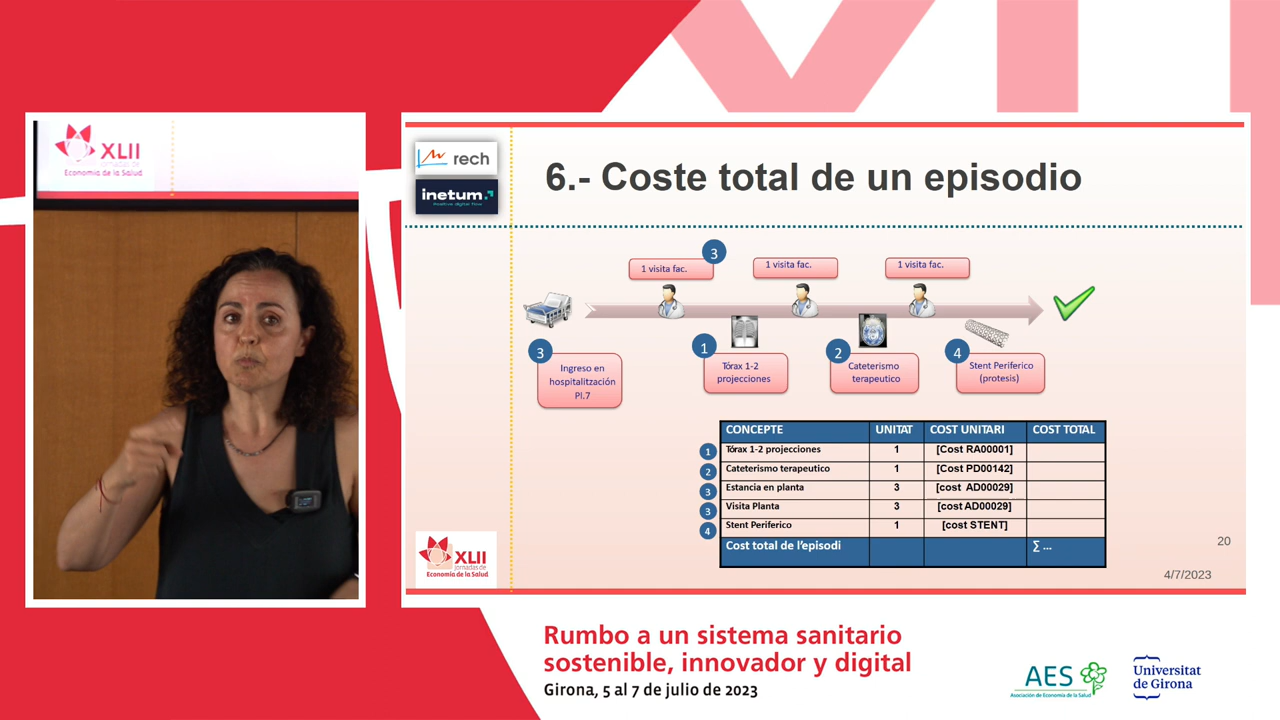 XLII
Jornadas de
Economía de la Salud
rech
inetum.
Positive digital flow
6.- Coste total de un episodio
3
1 visita fac.
1 visita fac.
1 visita fac.
3
Ingreso en
hospitalització
Pl.7
1
Tórax 1-2
projecciones
2
Cateterismo
terapeutico
4
Stent Periferico
(protesis)
CONCEPTE UNITAT COST UNITARI COST TOTAL
1 Tórax 1-2 projecciones 1 [Cost RA00001]
2 Cateterismo terapeutico 1 [Cost PD00142]
3 Estancia en planta 3 [cost AD00029]
3 Visita Planta 3 [cost AD00029]
4 Stent Periferico 1 [cost STENT]
Cost total de l’episodi ∑ ...
XLII
jornadas de
Economía de la Salud
20
4/7/2023
Rumbo a un sistema sanitario
sostenible, innovador y digital
Girona, 5 al 7 de julio de 2023
AES
Asociación de Economía de la Salud
Universitat
de Girona